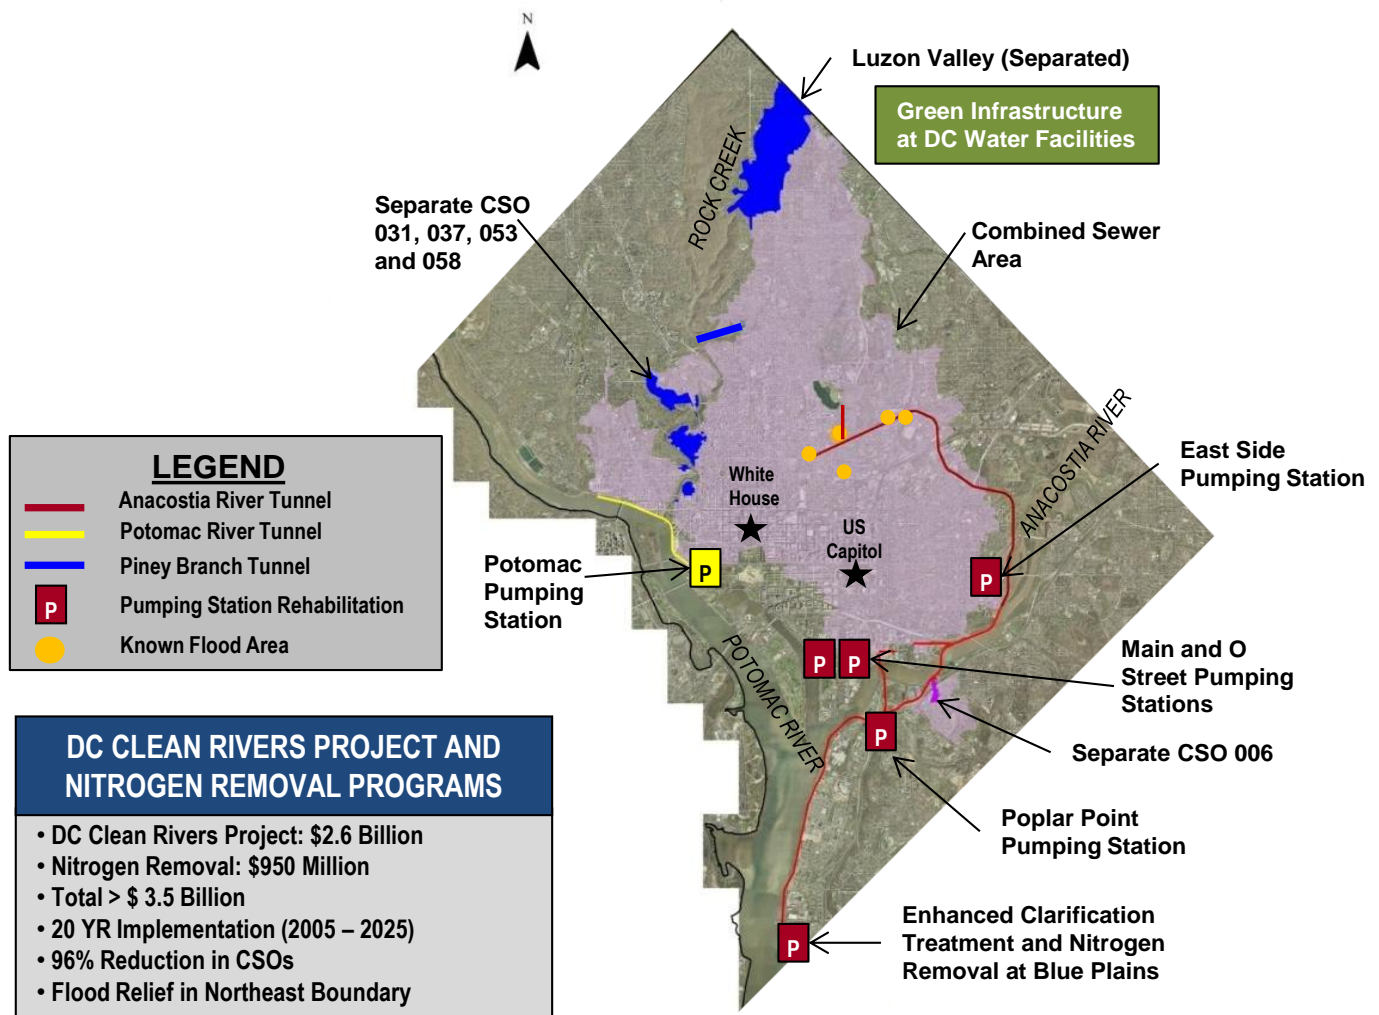 N
Luzon Valley (Separated)
Green Infrastructure
at DC Water Facilities
ROCK CREEK
Separate CSO
031, 037, 053
and 058
Combined Sewer
Area
ANACOSTIA RIVER
East Side
Pumping Station
White
House
US
Capitol
LEGEND
Anacostia River Tunnel
Potomac River Tunnel
Piney Branch Tunnel
P Pumping Station Rehabilitation
Known Flood Area
Potomac
Pumping
Station
P
P
P
P
P
P
POTOMAC RIVER
Main and O
Street Pumping
Stations
Separate CSO 006
Poplar Point
Pumping Station
Enhanced Clarification
Treatment and Nitrogen
Removal at Blue Plains
DC CLEAN RIVERS PROJECT AND
NITROGEN REMOVAL PROGRAMS
• DC Clean Rivers Project: $2.6 Billion
• Nitrogen Removal: $950 Million
• Total > $ 3.5 Billion
• 20 YR Implementation (2005 – 2025)
• 96% Reduction in CSOs
• Flood Relief in Northeast Boundary